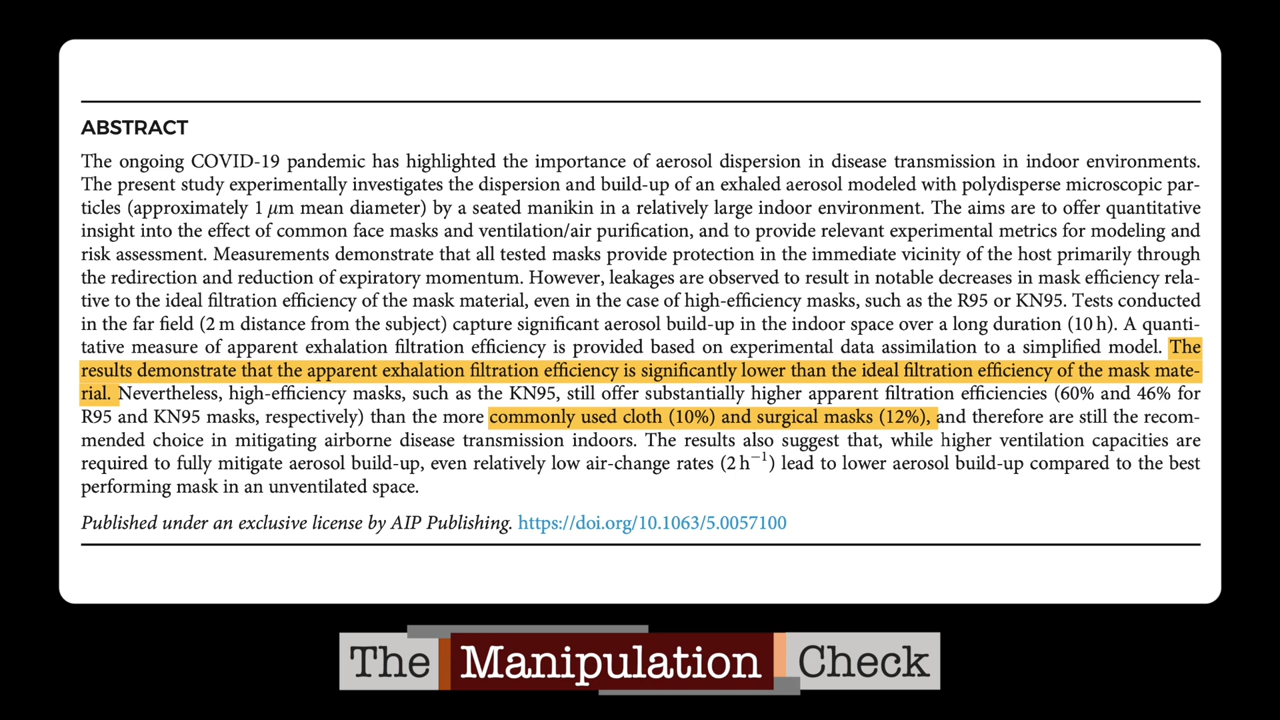 ABSTRACT
The ongoing COVID-19 pandemic has highlighted the importance of aerosol dispersion in disease transmission in indoor environments.
The present study experimentally investigates the dispersion and build-up of an exhaled aerosol modeled with polydisperse microscopic par-
ticles (approximately 1 μm mean diameter) by a seated manikin in a relatively large indoor environment. The aims are to offer quantitative
insight into the effect of common face masks and ventilation/air purification, and to provide relevant experimental metrics for modeling and
risk assessment. Measurements demonstrate that all tested masks provide protection in the immediate vicinity of the host primarily through
the redirection and reduction of expiratory momentum. However, leakages are observed to result in notable decreases in mask efficiency rela-
tive to the ideal filtration efficiency of the mask material, even in the case of high-efficiency masks, such as the R95 or KN95. Tests conducted
in the far field (2 m distance from the subject) capture significant aerosol build-up in the indoor space over a long duration (10 h). A quanti-
tative measure of apparent exhalation filtration efficiency is provided based on experimental data assimilation to a simplified model. The
results demonstrate that the apparent exhalation filtration efficiency is significantly lower than the ideal filtration efficiency of the mask mate-
rial. Nevertheless, high-efficiency masks, such as the KN95, still offer substantially higher apparent filtration efficiencies (60% and 46% for
R95 and KN95 masks, respectively) than the more commonly used cloth (10%) and surgical masks (12%), and therefore are still the recom-
mended choice in mitigating airborne disease transmission indoors. The results also suggest that, while higher ventilation capacities are
required to fully mitigate aerosol build-up, even relatively low air-change rates (2 h⁻¹) lead to lower aerosol build-up compared to the best
performing mask in an unventilated space.
Published under an exclusive license by AIP Publishing. https://doi.org/10.1063/5.0057100
The Manipulation Check